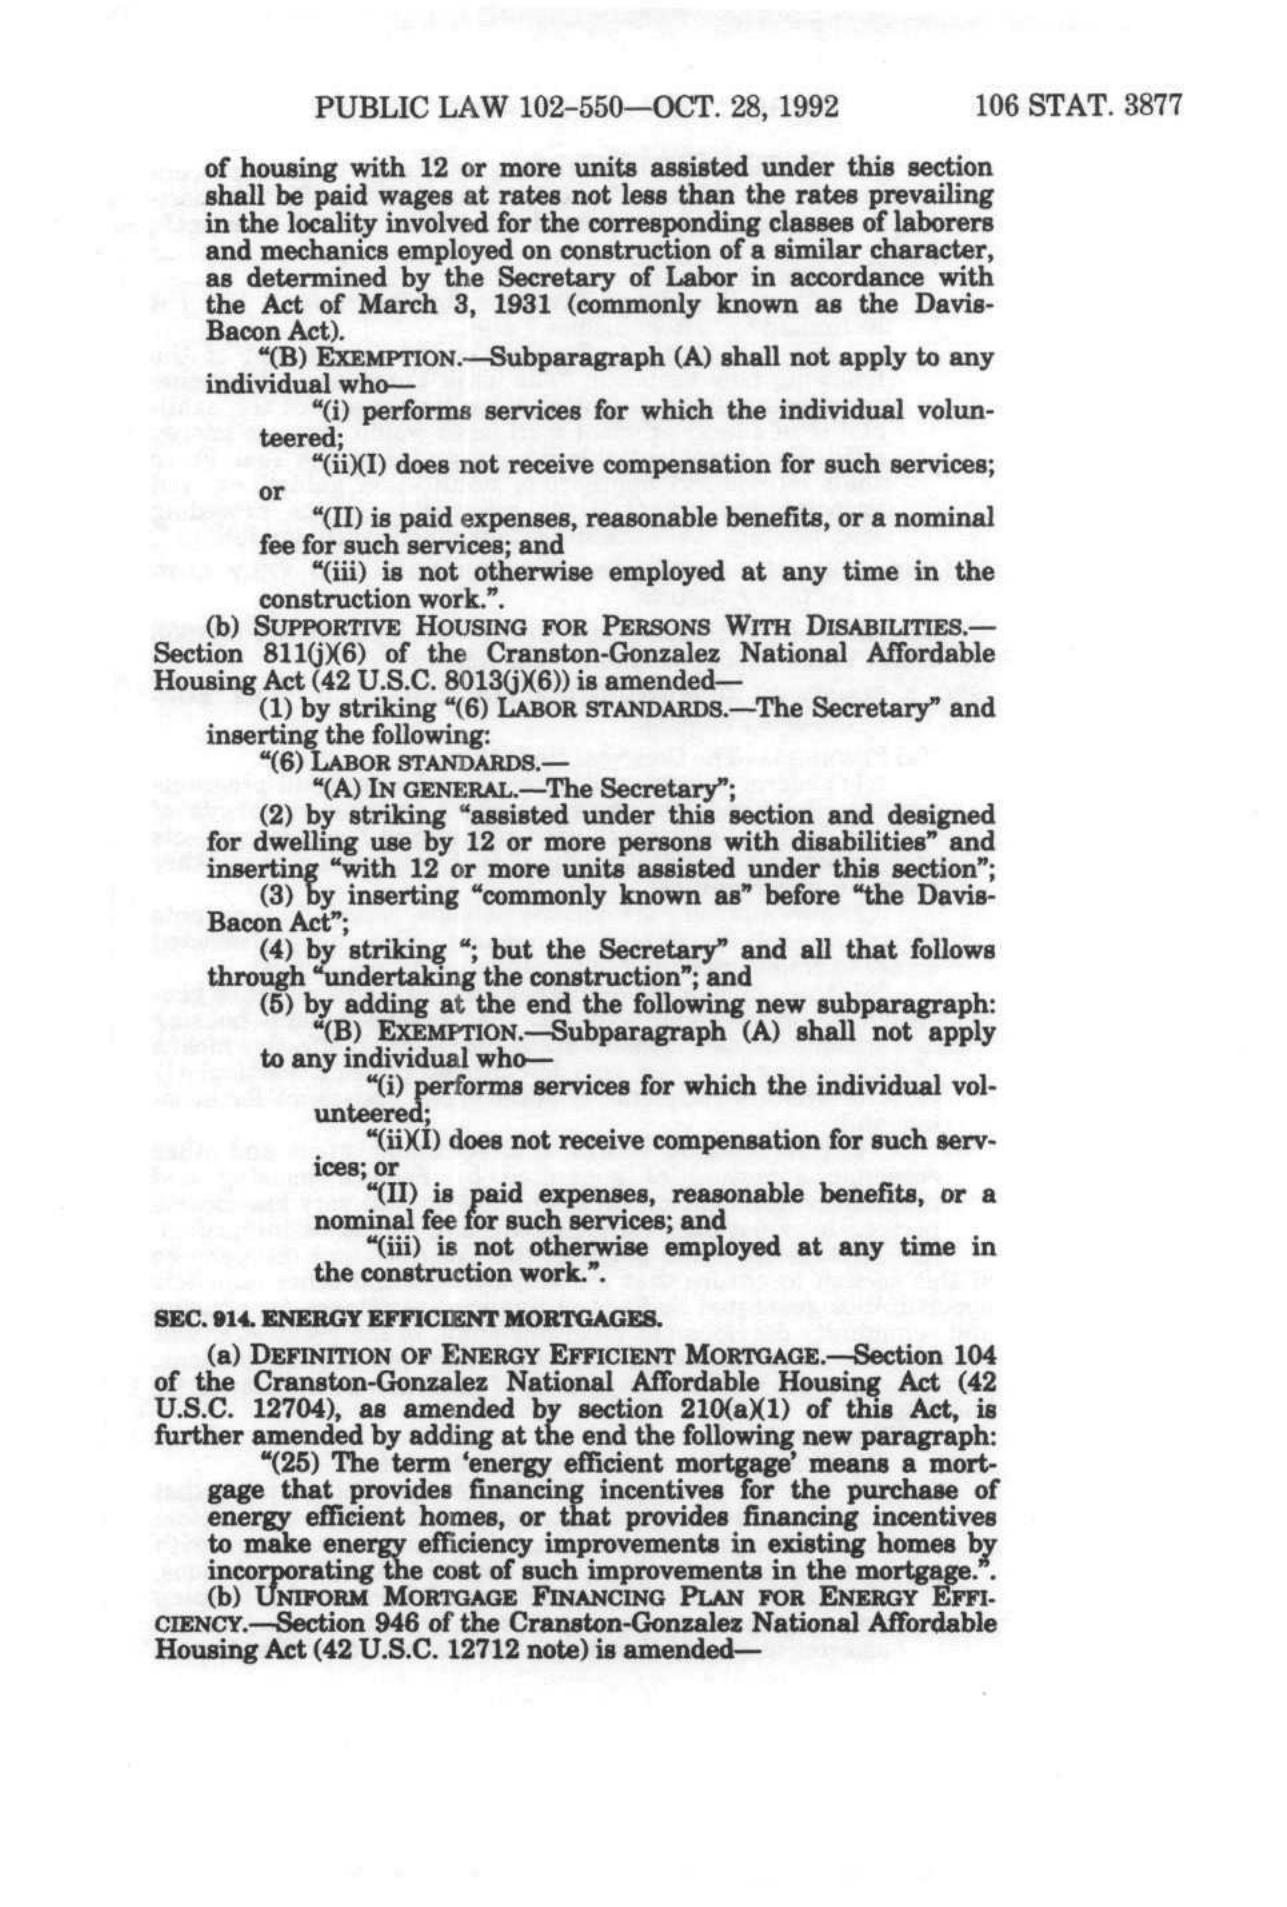 PUBLIC LAW 102–550—OCT. 28, 1992 106 STAT. 3877
of housing with 12 or more units assisted under this section
shall be paid wages at rates not less than the rates prevailing
in the locality involved for the corresponding classes of laborers
and mechanics employed on construction of a similar character,
as determined by the Secretary of Labor in accordance with
the Act of March 3, 1931 (commonly known as the Davis-
Bacon Act).
“(B) EXEMPTION.—Subparagraph (A) shall not apply to any
individual who—
“(i) performs services for which the individual volun-
teered;
“(ii)(I) does not receive compensation for such services;
or
“(II) is paid expenses, reasonable benefits, or a nominal
fee for such services; and
“(iii) is not otherwise employed at any time in the
construction work.”.
(b) SUPPORTIVE HOUSING FOR PERSONS WITH DISABILITIES.—
Section 811(j)(6) of the Cranston-Gonzalez National Affordable
Housing Act (42 U.S.C. 8013(j)(6)) is amended—
(1) by striking “(6) LABOR STANDARDS.—The Secretary” and
inserting the following:
“(6) LABOR STANDARDS.—
“(A) IN GENERAL.—The Secretary”;
(2) by striking “assisted under this section and designed
for dwelling use by 12 or more persons with disabilities” and
inserting “with 12 or more units assisted under this section”;
(3) by inserting “commonly known as” before “the Davis-
Bacon Act”;
(4) by striking “; but the Secretary” and all that follows
through “undertaking the construction”; and
(5) by adding at the end the following new subparagraph:
“(B) EXEMPTION.—Subparagraph (A) shall not apply
to any individual who—
“(i) performs services for which the individual vol-
unteered;
“(ii)(I) does not receive compensation for such serv-
ices; or
“(II) is paid expenses, reasonable benefits, or a
nominal fee for such services; and
“(iii) is not otherwise employed at any time in
the construction work.”.
SEC. 914. ENERGY EFFICIENT MORTGAGES.
(a) DEFINITION OF ENERGY EFFICIENT MORTGAGE.—Section 104
of the Cranston-Gonzalez National Affordable Housing Act (42
U.S.C. 12704), as amended by section 210(a)(1) of this Act, is
further amended by adding at the end the following new paragraph:
“(25) The term ‘energy efficient mortgage’ means a mort-
gage that provides financing incentives for the purchase of
energy efficient homes, or that provides financing incentives
to make energy efficiency improvements in existing homes by
incorporating the cost of such improvements in the mortgage.”.
(b) UNIFORM MORTGAGE FINANCING PLAN FOR ENERGY EFFI-
CIENCY.—Section 946 of the Cranston-Gonzalez National Affordable
Housing Act (42 U.S.C. 12712 note) is amended—